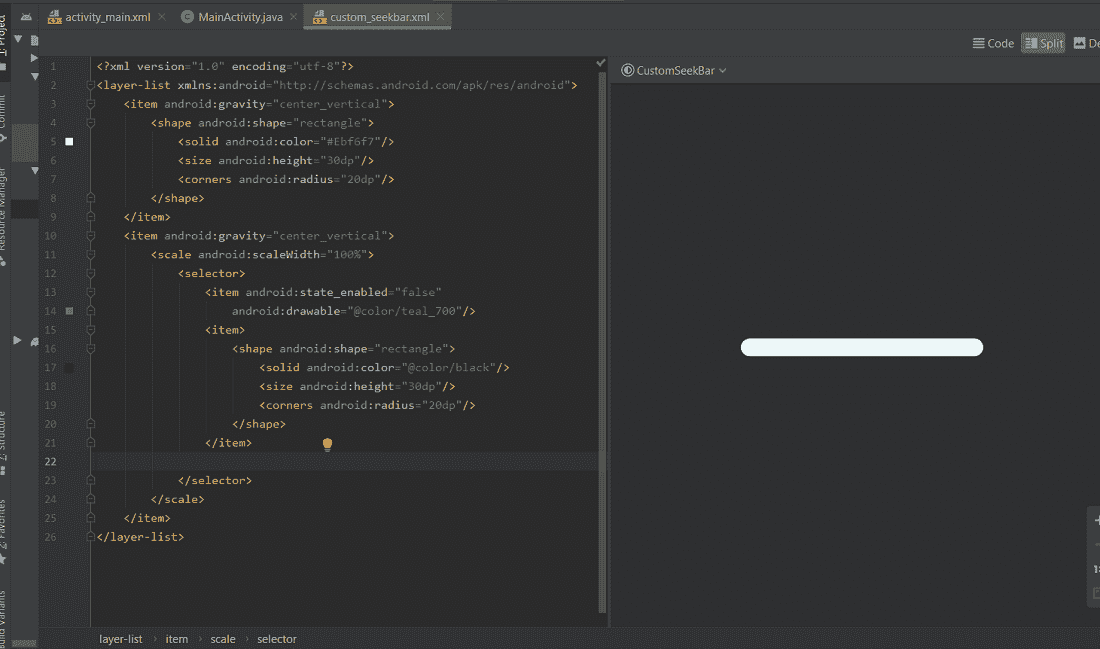 activity_main.xml MainActivity.java custom_seekbar.xml
Code Split De
1: Project
Commit
Resource Manager
Z: Structure
2: Favorites
Build Variants
CustomSeekBar
1 <?xml version="1.0" encoding="utf-8"?>
2 <layer-list xmlns:android="http://schemas.android.com/apk/res/android">
3 <item android:gravity="center_vertical">
4 <shape android:shape="rectangle">
5 <solid android:color="#Ebf6f7"/>
6 <size android:height="30dp"/>
7 <corners android:radius="20dp"/>
8 </shape>
9 </item>
10 <item android:gravity="center_vertical">
11 <scale android:scaleWidth="100%">
12 <selector>
13 <item android:state_enabled="false"
14 android:drawable="@color/teal_700"/>
15 <item>
16 <shape android:shape="rectangle">
17 <solid android:color="@color/black"/>
18 <size android:height="30dp"/>
19 <corners android:radius="20dp"/>
20 </shape>
21 </item>
22
23 </selector>
24 </scale>
25 </item>
26 </layer-list>
layer-list item scale selector